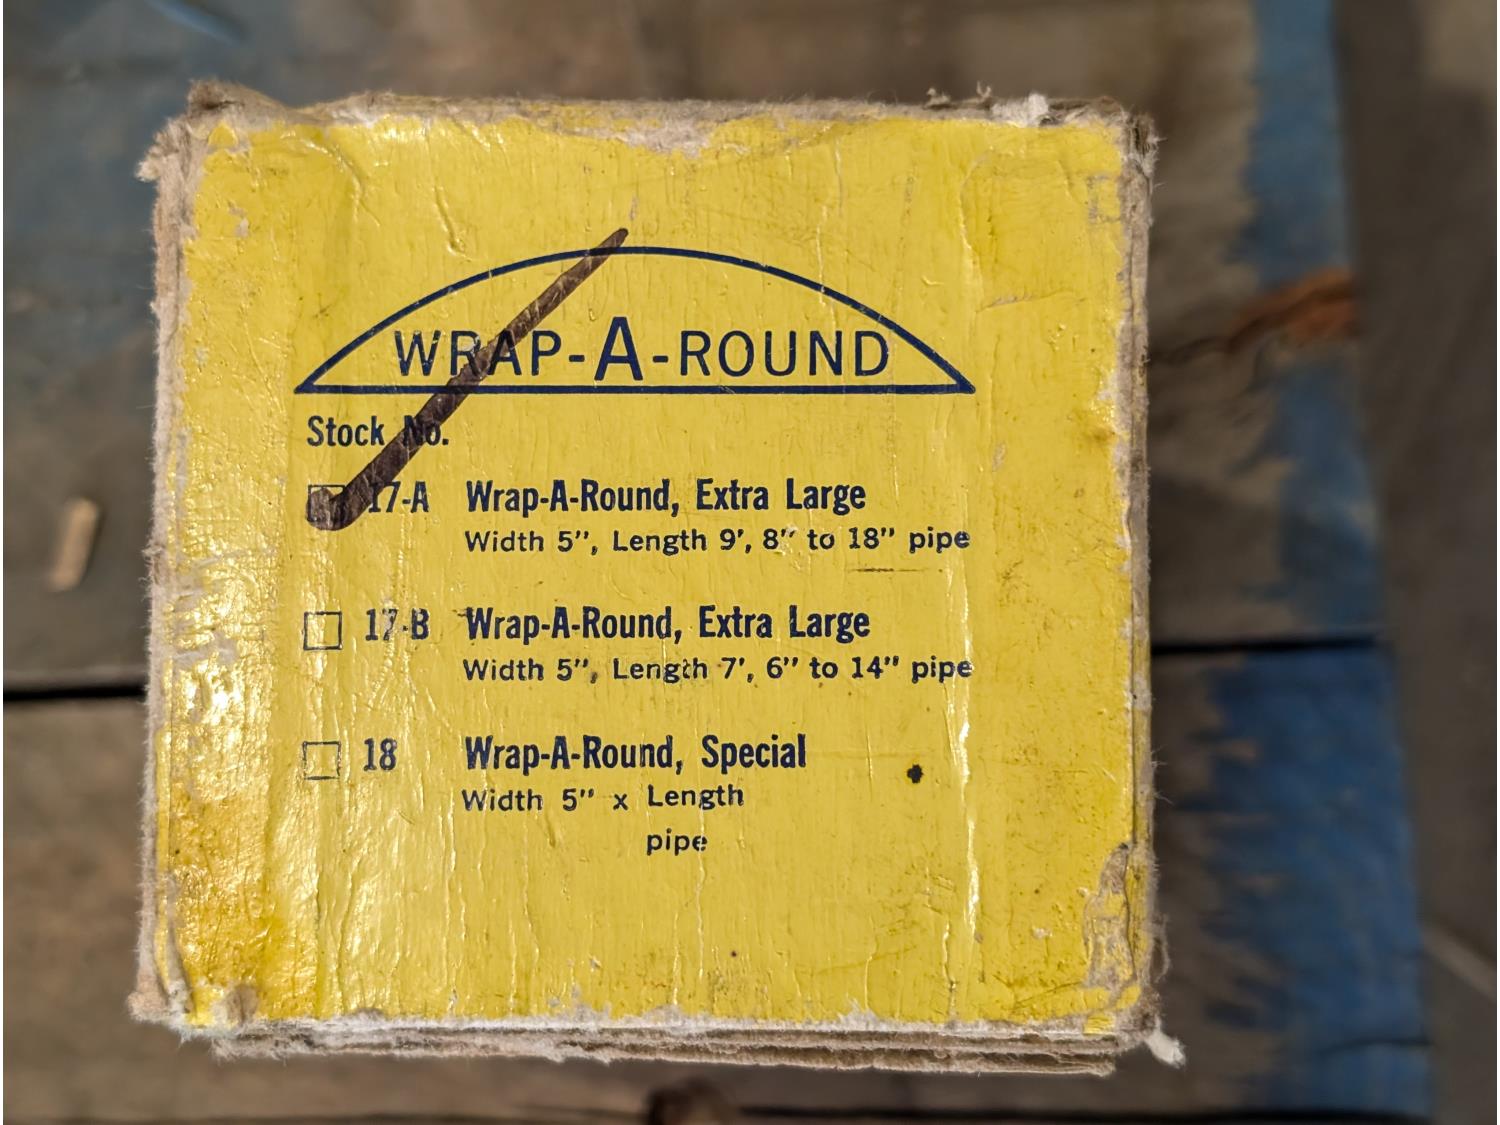 WRAP-A-ROUND
Stock No.
17-A Wrap-A-Round, Extra Large
Width 5", Length 9', 8" to 18" pipe
17-B Wrap-A-Round, Extra Large
Width 5", Length 7', 6" to 14" pipe
18 Wrap-A-Round, Special
Width 5" x Length
pipe